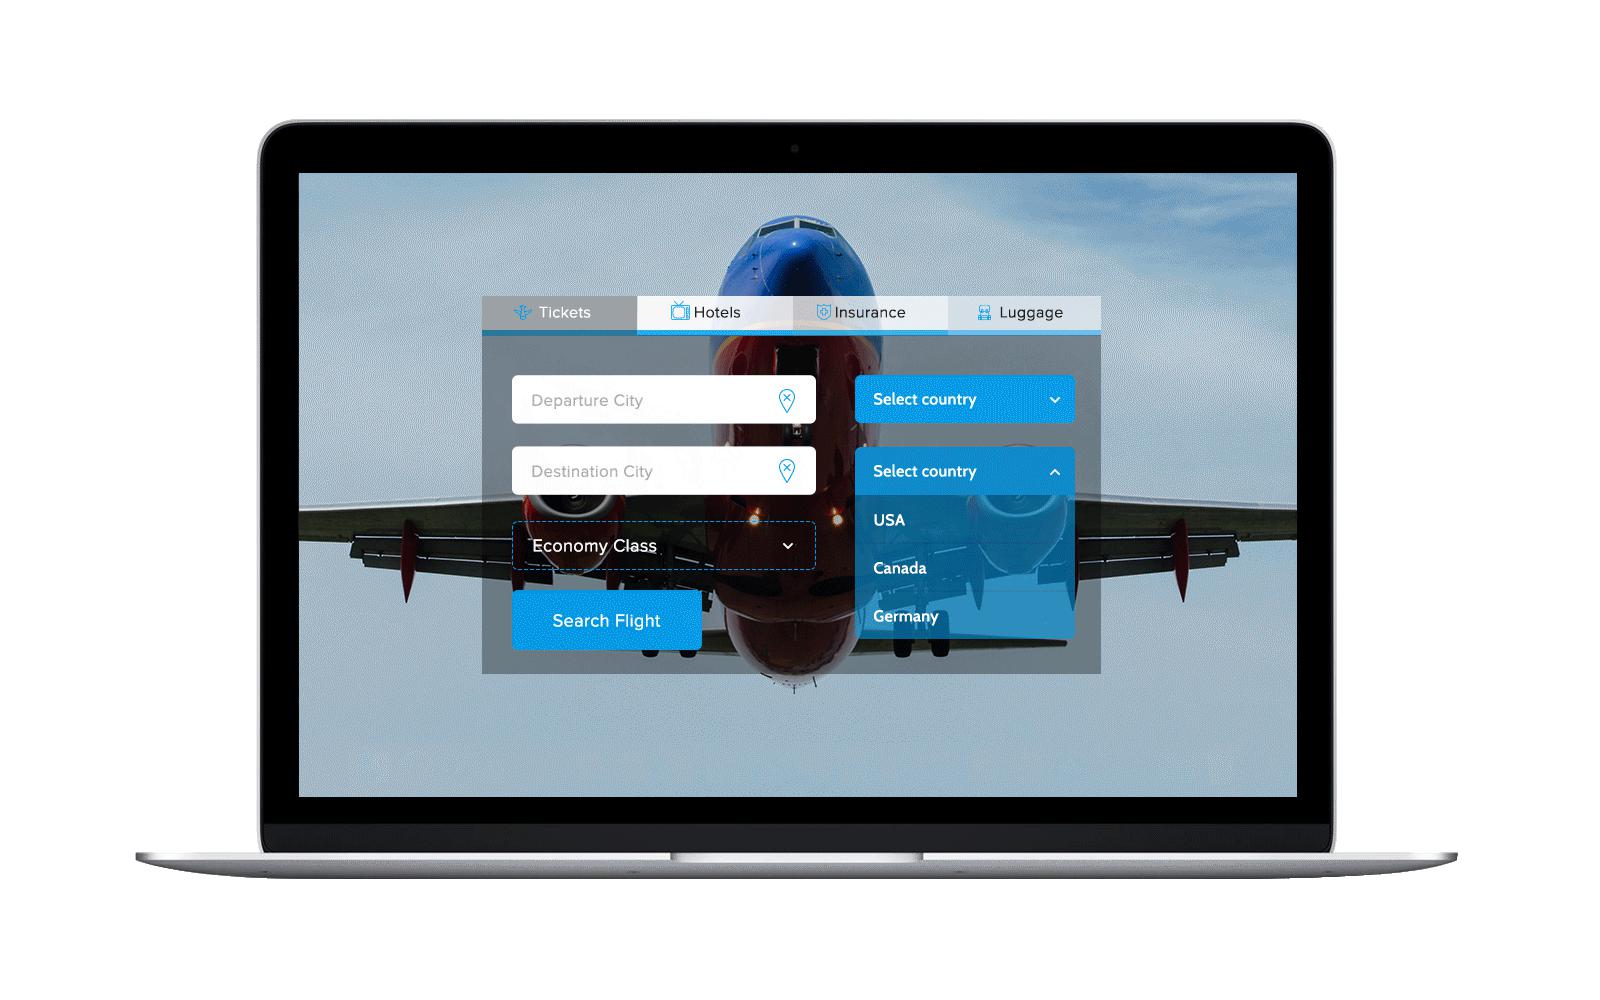 Tickets
Hotels
Insurance
Luggage
Departure City
Select country
Destination City
Select country
USA
Economy Class
Canada
Germany
Search Flight